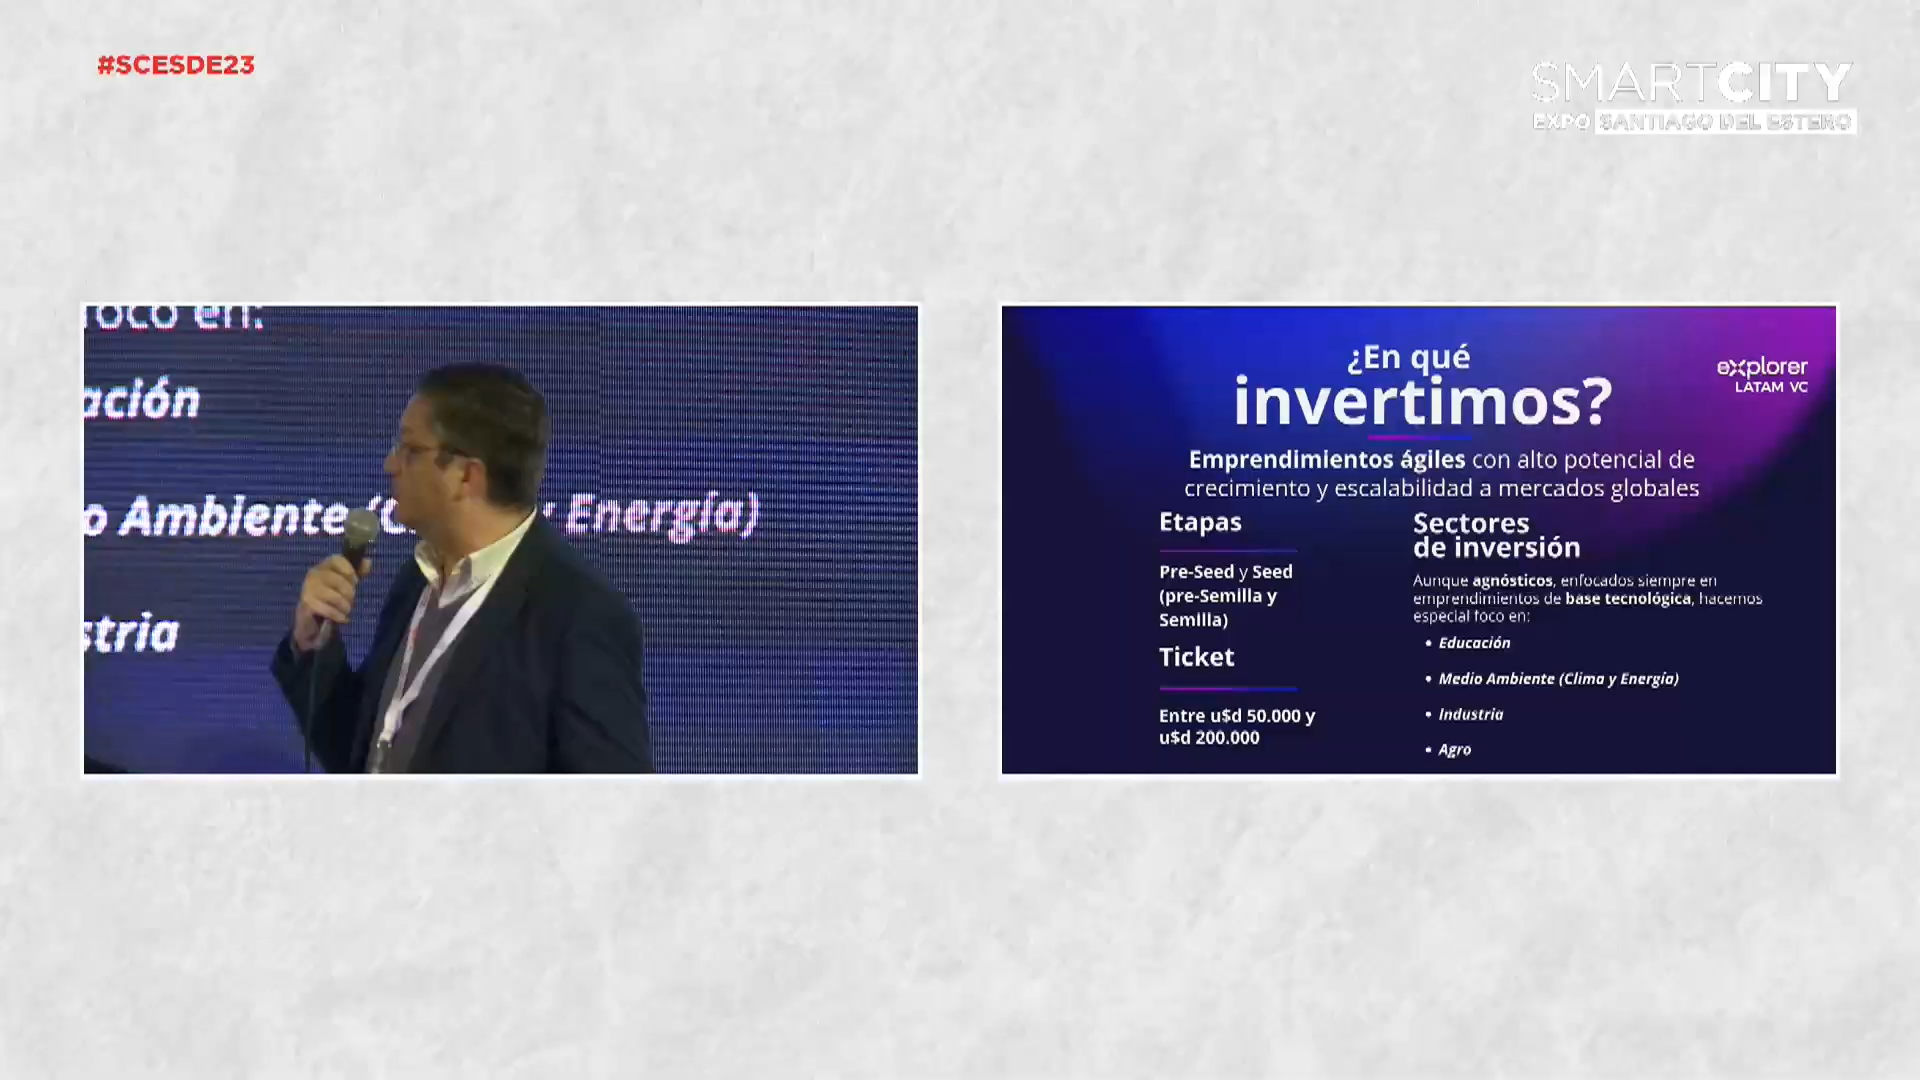 #SCESDE23
SMARTCITY
EXPO SANTIAGO DEL ESTERO
foco en:
ación
o Ambiente (C y Energía)
stria
¿En qué
invertimos?
explorer
LATAM VC
Emprendimientos ágiles con alto potencial de
crecimiento y escalabilidad a mercados globales
Etapas
Pre-Seed y Seed
(pre-Semilla y
Semilla)
Ticket
Entre u$d 50.000 y
u$d 200.000
Sectores
de inversión
Aunque agnósticos, enfocados siempre en
emprendimientos de base tecnológica, hacemos
especial foco en:
• Educación
• Medio Ambiente (Clima y Energía)
• Industria
• Agro